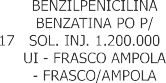 BENZILPENICILINA
BENZATINA PO P/
17 SOL. INJ. 1.200.000
UI - FRASCO AMPOLA
- FRASCO/AMPOLA